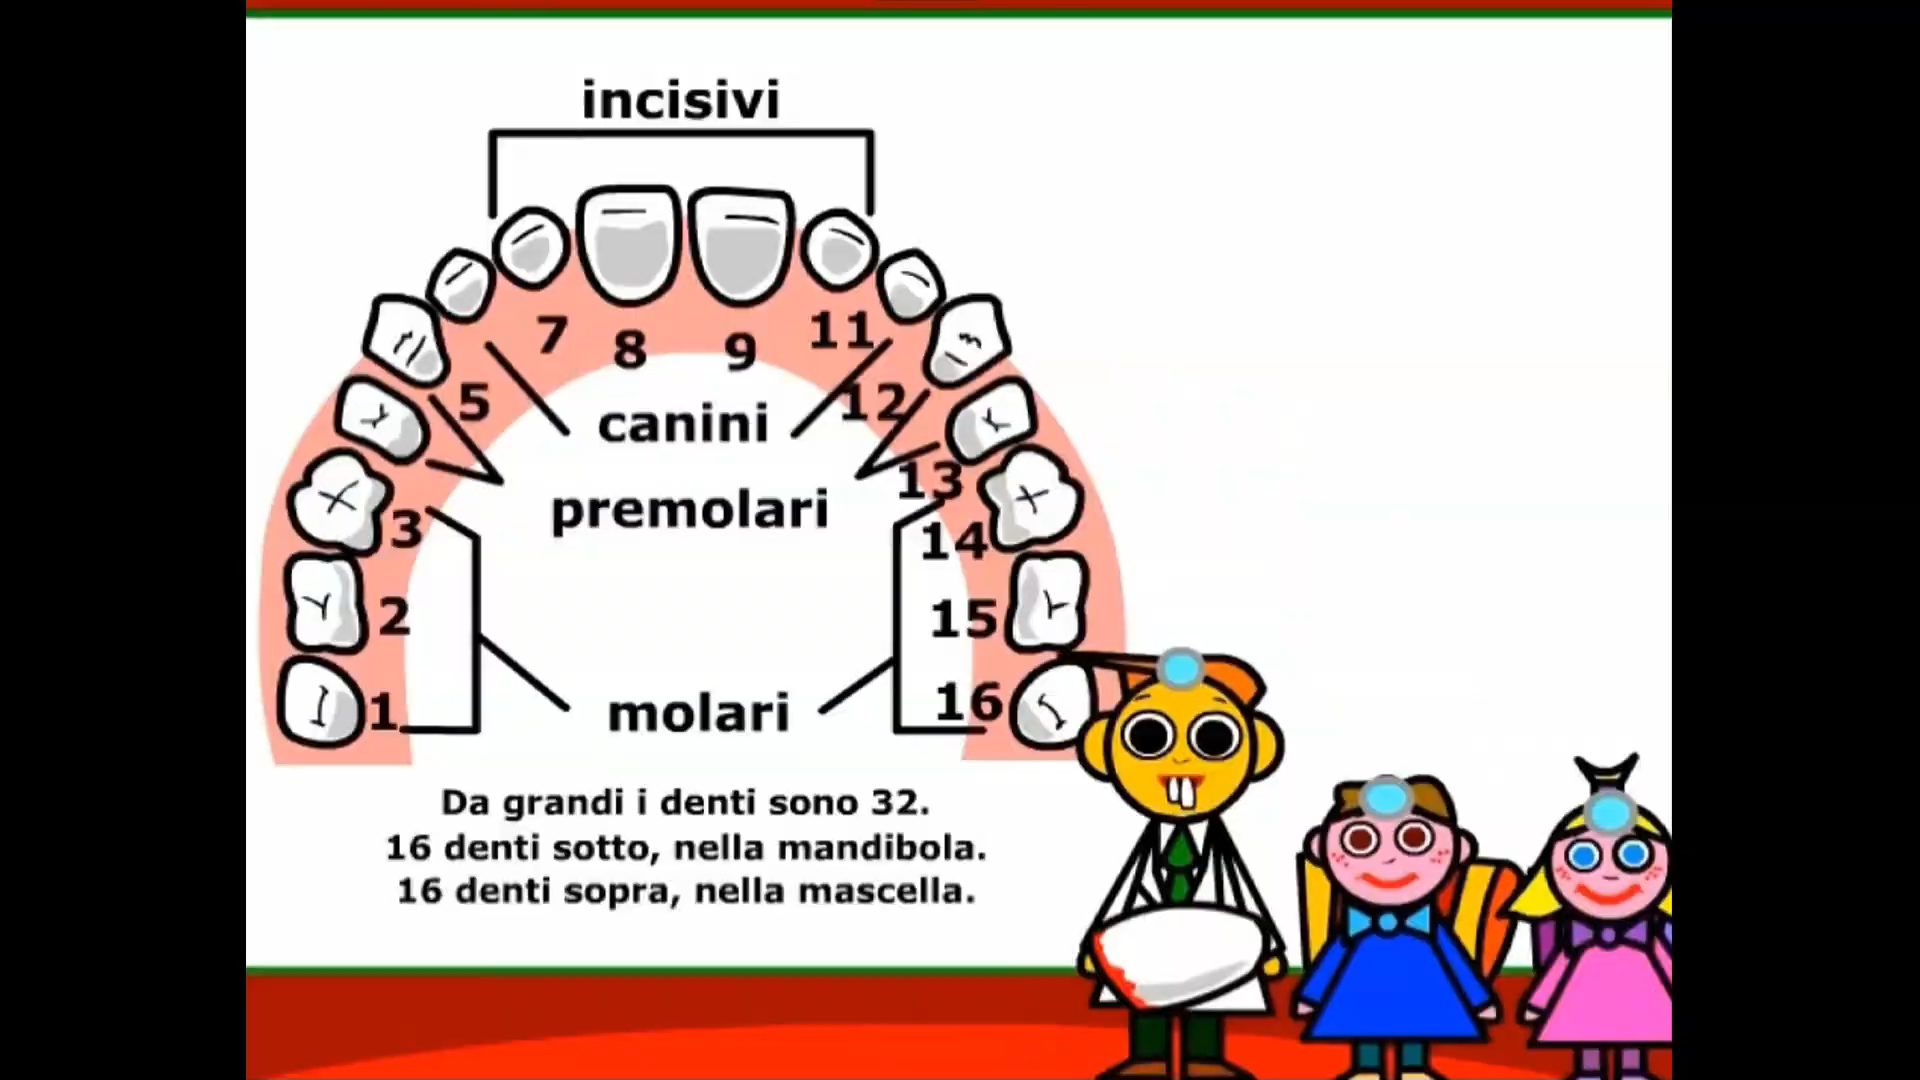 incisivi
7 8 9 11
5 canini 12
premolari 13
3 14
2 15
1 molari 16
Da grandi i denti sono 32.
16 denti sotto, nella mandibola.
16 denti sopra, nella mascella.